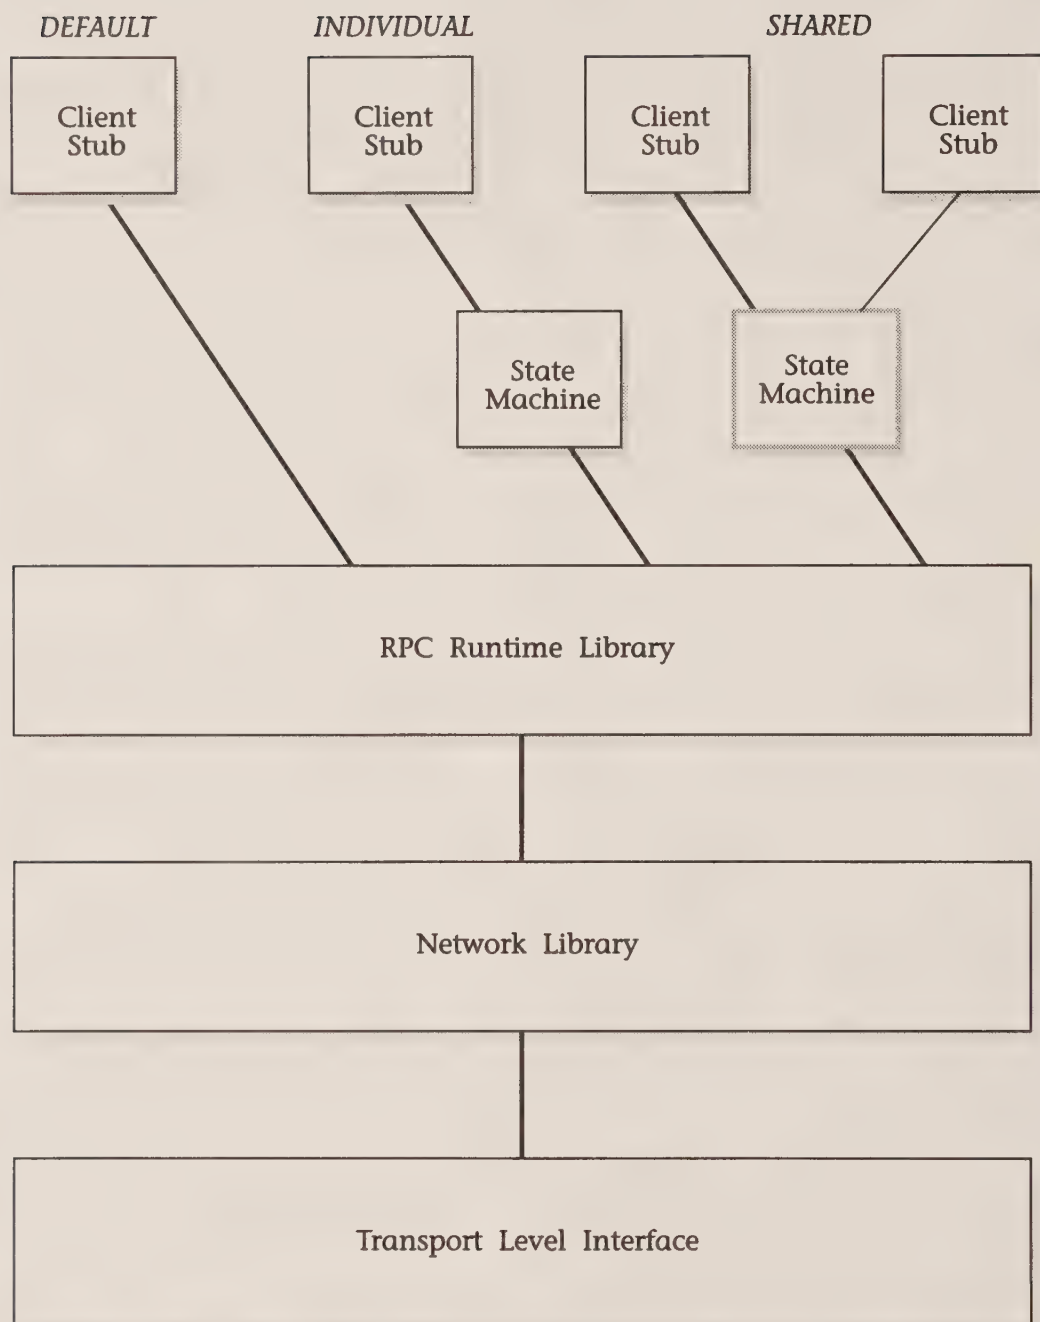 DEFAULT
INDIVIDUAL
SHARED
Client
Stub
Client
Stub
Client
Stub
Client
Stub
State
Machine
State
Machine
RPC Runtime Library
Network Library
Transport Level Interface